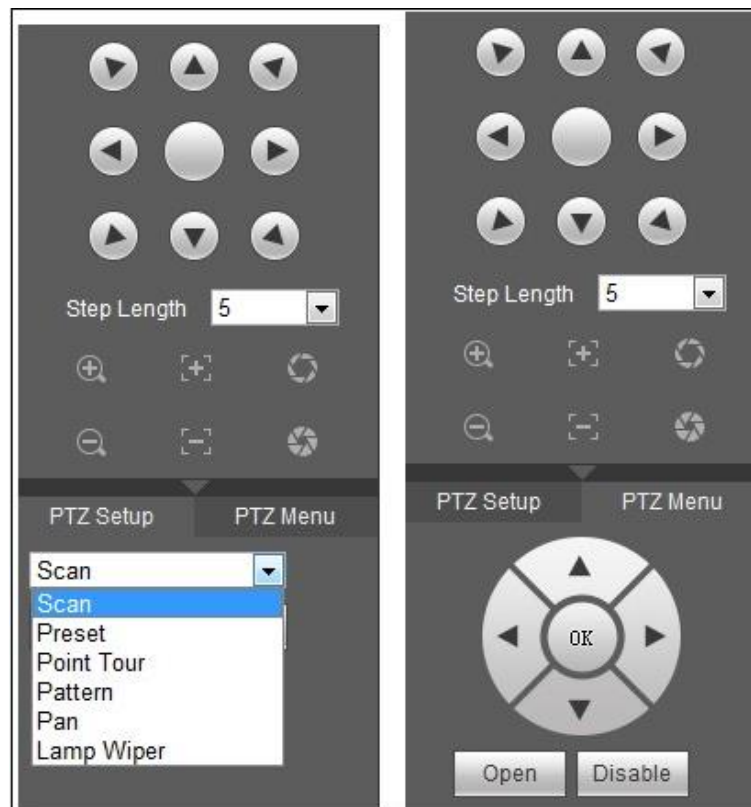 Step Length 5
PTZ Setup PTZ Menu
Scan
Scan
Preset
Point Tour
Pattern
Pan
Lamp Wiper
Step Length 5
PTZ Setup PTZ Menu
OK
Open Disable